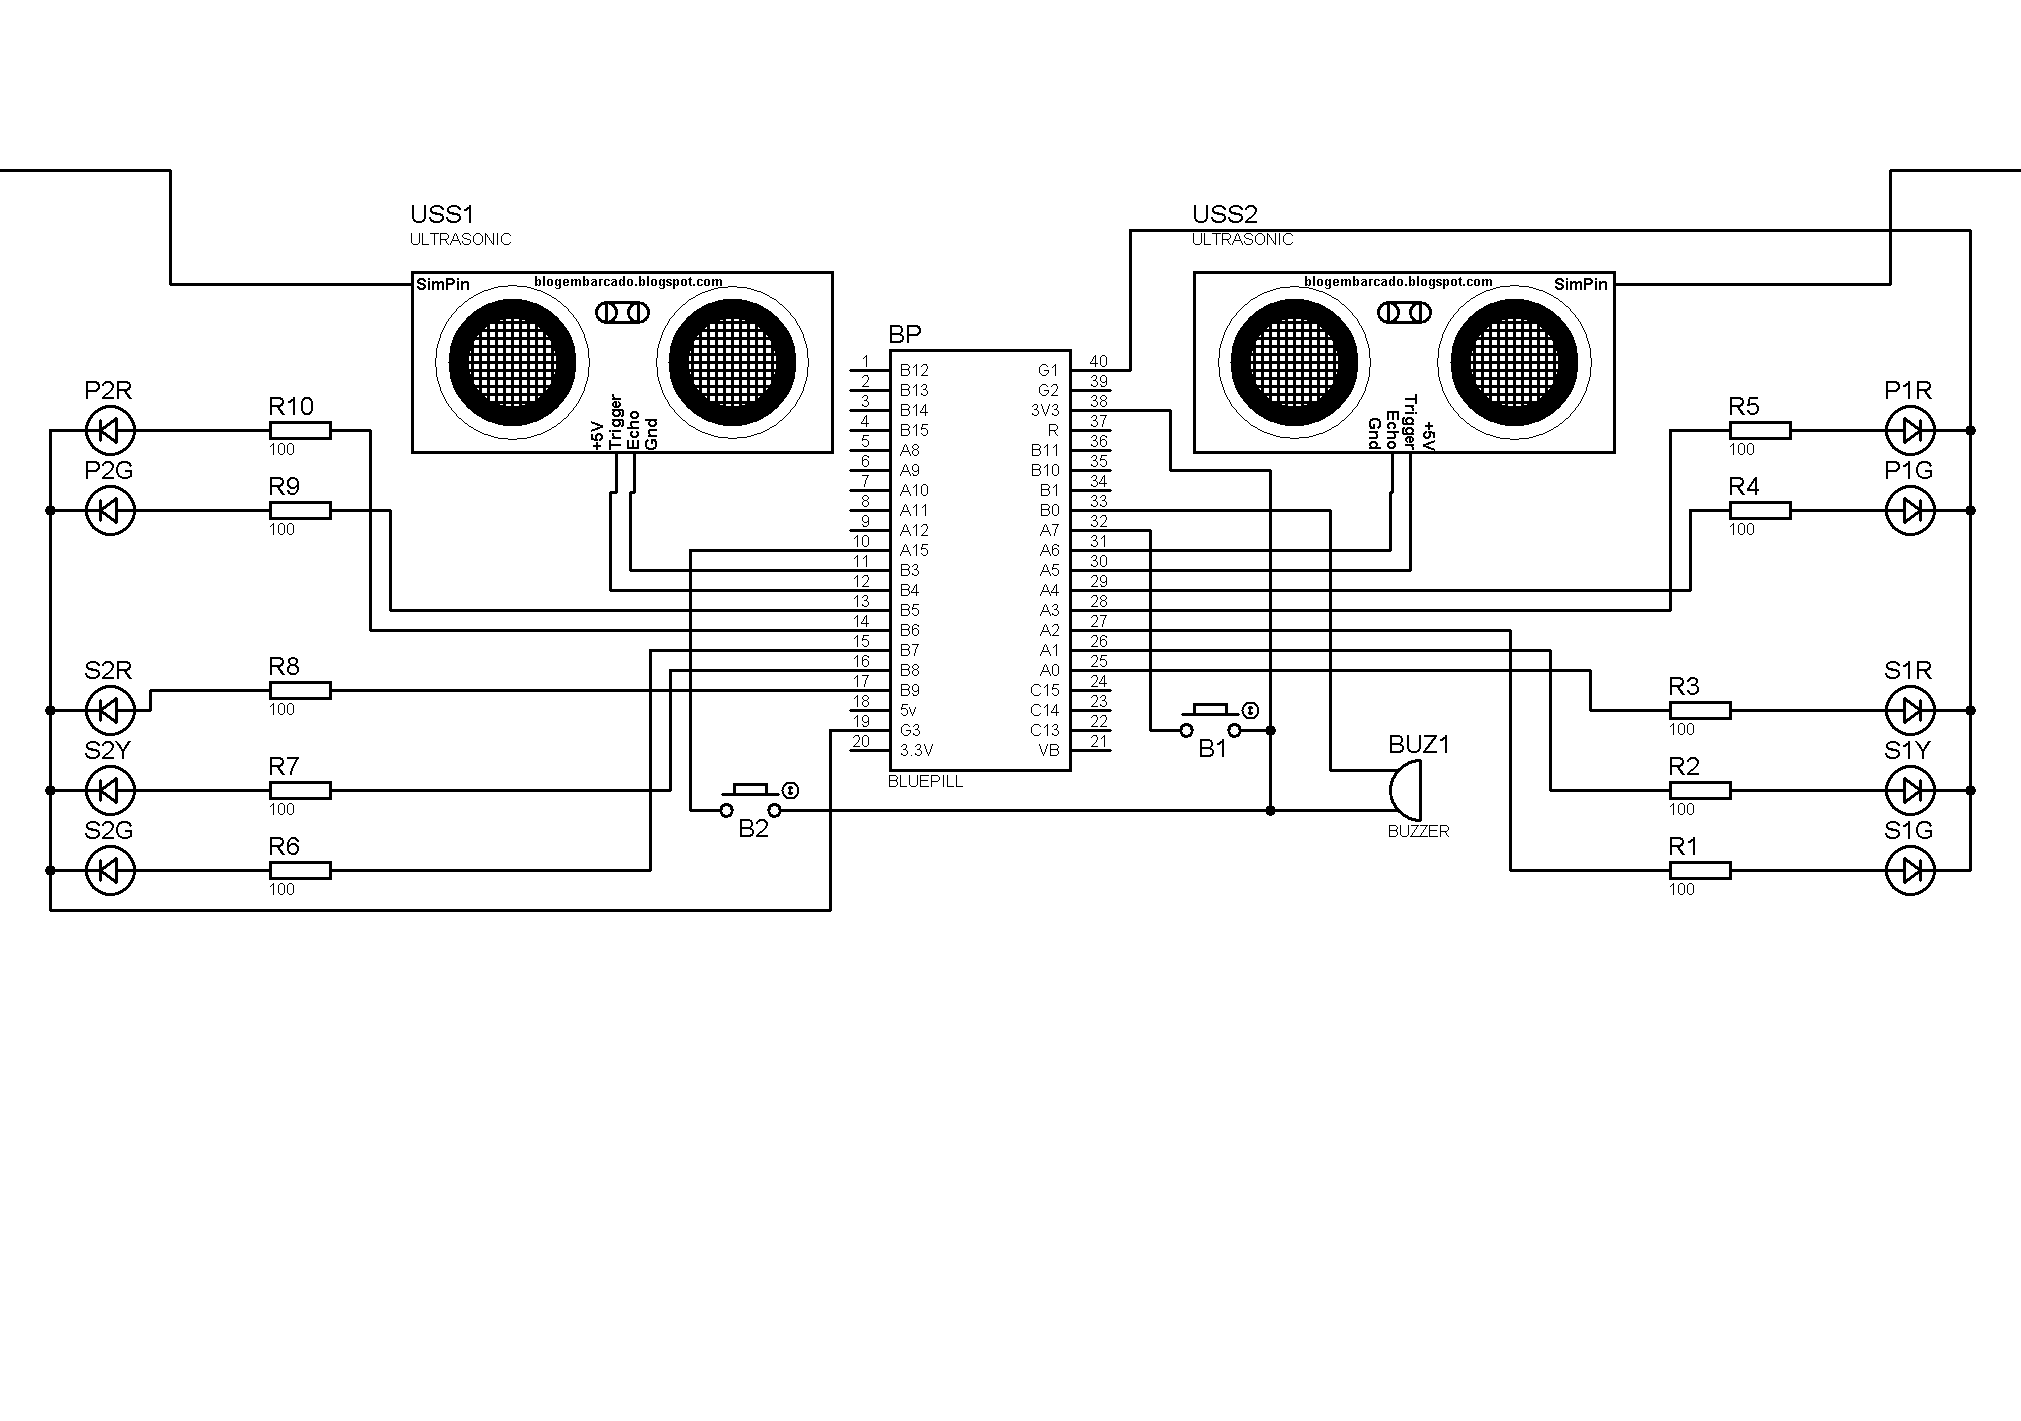 USS1
ULTRASONIC
SimPin
blogembarcado.blogspot.com
+5V
Trigger
Echo
Gnd
USS2
ULTRASONIC
blogembarcado.blogspot.com
SimPin
Gnd
Echo
Trigger
+5V
BP
1 B12 G1 40
2 B13 G2 39
3 B14 3V3 38
4 B15 R 37
5 A8 B11 36
6 A9 B10 35
7 A10 B1 34
8 A11 B0 33
9 A12 A7 32
10 A15 A6 31
11 B3 A5 30
12 B4 A4 29
13 B5 A3 28
14 B6 A2 27
15 B7 A1 26
16 B8 A0 25
17 B9 C15 24
18 5v C14 23
19 G3 C13 22
20 3.3V VB 21
BLUEPILL
P2R
R10
100
P2G
R9
100
S2R
R8
100
S2Y
R7
100
S2G
R6
100
B2
B1
BUZ1
BUZZER
R5
100
P1R
R4
100
P1G
R3
100
S1R
R2
100
S1Y
R1
100
S1G